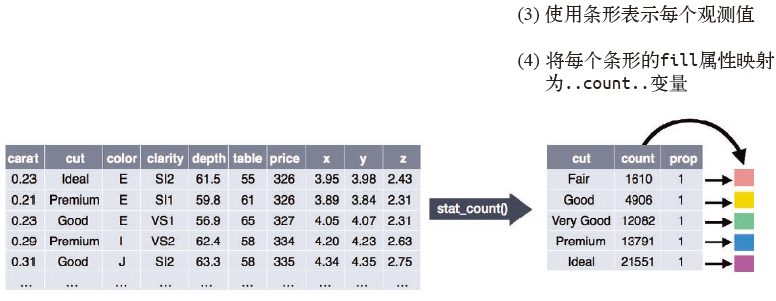 (3) 使用条形表示每个观测值
(4) 将每个条形的fill属性映射
为..count..变量
carat cut color clarity depth table price x y z
0.23 Ideal E SI2 61.5 55 326 3.95 3.98 2.43
0.21 Premium E SI1 59.8 61 326 3.89 3.84 2.31
0.23 Good E VS1 56.9 65 327 4.05 4.07 2.31
0.29 Premium I VS2 62.4 58 334 4.20 4.23 2.63
0.31 Good J SI2 63.3 58 335 4.34 4.35 2.75
... ... ... ... ... ... ... ... ... ...
stat_count()
cut count prop
Fair 1610 1
Good 4906 1
Very Good 12082 1
Premium 13791 1
Ideal 21551 1
... ... ...